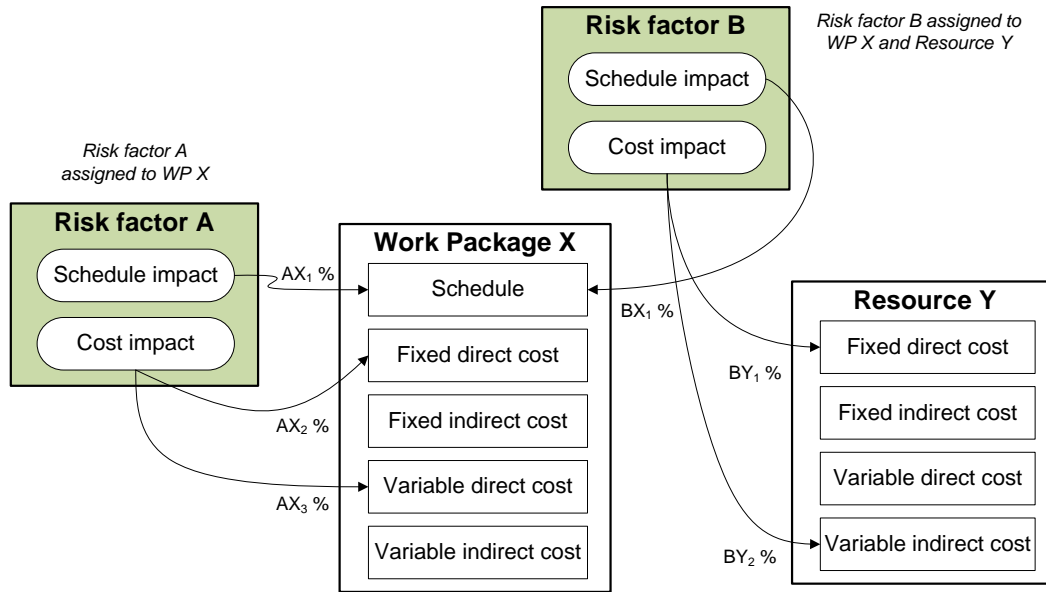 Risk factor B
Schedule impact
Cost impact
Risk factor B assigned to
WP X and Resource Y
Risk factor A
assigned to WP X
Risk factor A
Schedule impact
Cost impact
AX₁ %
AX₂ %
AX₃ %
Work Package X
Schedule
Fixed direct cost
Fixed indirect cost
Variable direct cost
Variable indirect cost
BX₁ %
BY₁ %
BY₂ %
Resource Y
Fixed direct cost
Fixed indirect cost
Variable direct cost
Variable indirect cost